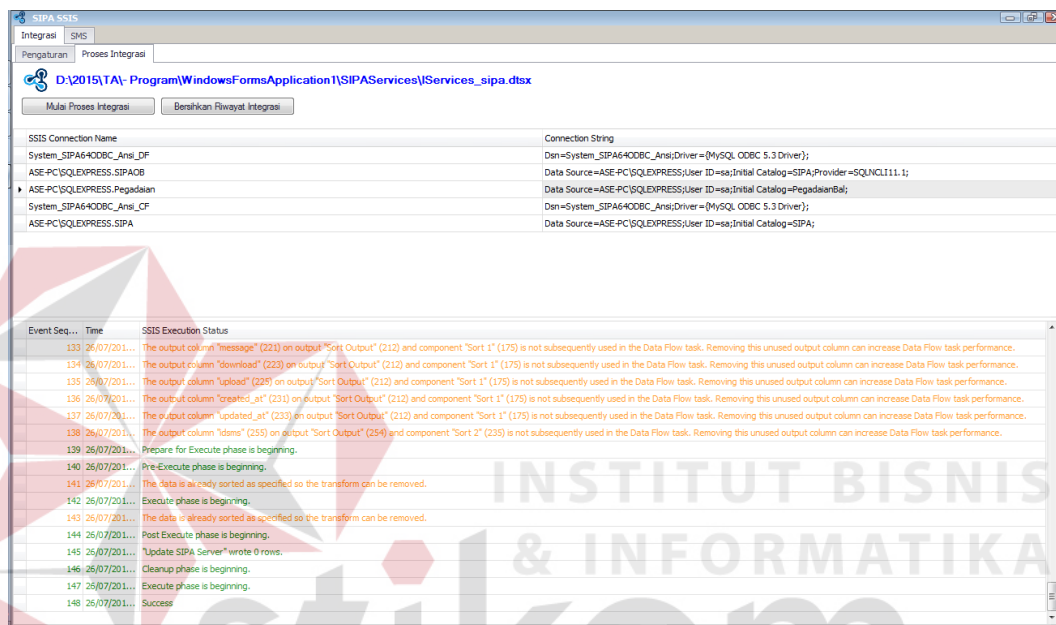 SIPA SSIS
Integrasi SMS
Pengaturan Proses Integrasi
D:\2015\TA\- Program\WindowsFormsApplication1\SIPAServices\IServices_sipa.dtsx
Mulai Proses Integrasi Bersihkan Riwayat Integrasi
SSIS Connection Name Connection String
System_SIPA64ODBC_Ansi_DF Dsn=System_SIPA64ODBC_Ansi;Driver={MySQL ODBC 5.3 Driver};
ASE-PC\SQLEXPRESS.SIPAOB Data Source=ASE-PC\SQLEXPRESS;User ID=sa;Initial Catalog=SIPA;Provider=SQLNCLI11.1;
ASE-PC\SQLEXPRESS.Pegadaian Data Source=ASE-PC\SQLEXPRESS;User ID=sa;Initial Catalog=PegadaianBal;
System_SIPA64ODBC_Ansi_CF Dsn=System_SIPA64ODBC_Ansi;Driver={MySQL ODBC 5.3 Driver};
ASE-PC\SQLEXPRESS.SIPA Data Source=ASE-PC\SQLEXPRESS;User ID=sa;Initial Catalog=SIPA;
Event Seq... Time SSIS Execution Status
133 26/07/201... The output column "message" (221) on output "Sort Output" (212) and component "Sort 1" (175) is not subsequently used in the Data Flow task. Removing this unused output column can increase Data Flow task performance.
134 26/07/201... The output column "download" (223) on output "Sort Output" (212) and component "Sort 1" (175) is not subsequently used in the Data Flow task. Removing this unused output column can increase Data Flow task performance.
135 26/07/201... The output column "upload" (225) on output "Sort Output" (212) and component "Sort 1" (175) is not subsequently used in the Data Flow task. Removing this unused output column can increase Data Flow task performance.
136 26/07/201... The output column "created_at" (231) on output "Sort Output" (212) and component "Sort 1" (175) is not subsequently used in the Data Flow task. Removing this unused output column can increase Data Flow task performance.
137 26/07/201... The output column "updated_at" (233) on output "Sort Output" (212) and component "Sort 1" (175) is not subsequently used in the Data Flow task. Removing this unused output column can increase Data Flow task performance.
138 26/07/201... The output column "idsms" (255) on output "Sort Output" (254) and component "Sort 2" (235) is not subsequently used in the Data Flow task. Removing this unused output column can increase Data Flow task performance.
139 26/07/201... Prepare for Execute phase is beginning.
140 26/07/201... Pre-Execute phase is beginning.
141 26/07/201... The data is already sorted as specified so the transform can be removed.
142 26/07/201... Execute phase is beginning.
143 26/07/201... The data is already sorted as specified so the transform can be removed.
144 26/07/201... Post Execute phase is beginning.
145 26/07/201... "Update SIPA Server" wrote 0 rows.
146 26/07/201... Cleanup phase is beginning.
147 26/07/201... Execute phase is beginning.
148 26/07/201... Success
INSTITUT BISNIS
& INFORMATIKA
stikom